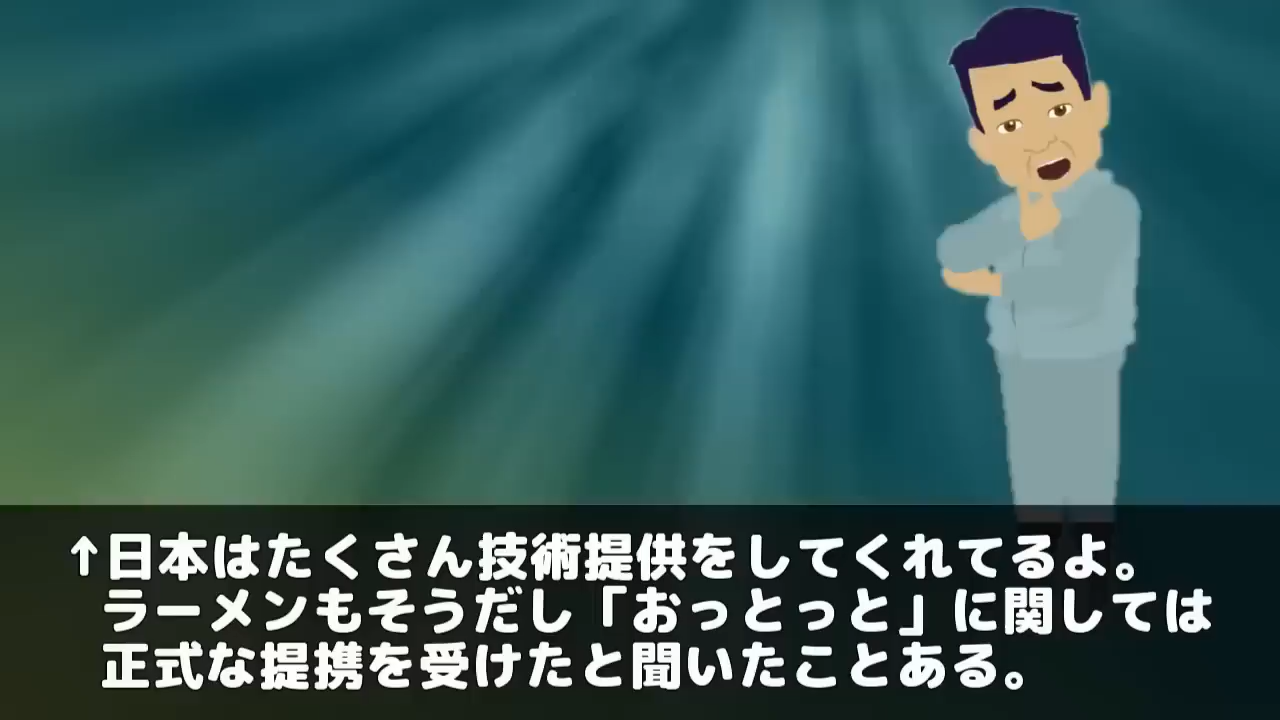 ↑日本はたくさん技術提供をしてくれてるよ。
ラーメンもそうだし「おっとっと」に関しては
正式な提携を受けたと聞いたことある。